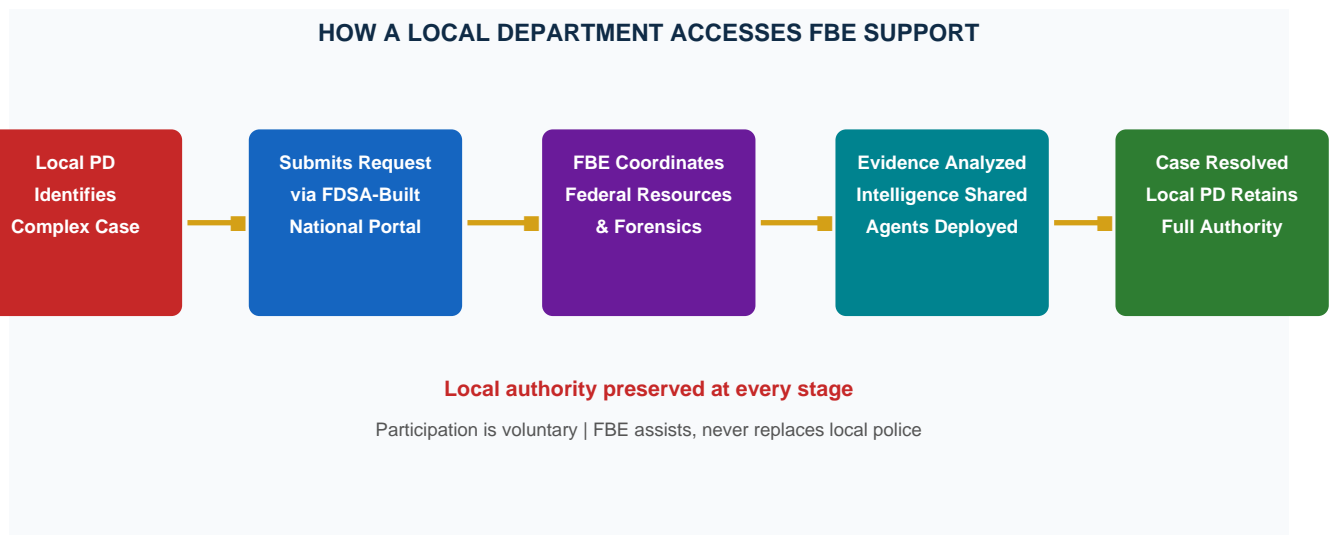 HOW A LOCAL DEPARTMENT ACCESSES FBE SUPPORT
Local PD
Identifies
Complex Case
Submits Request
via FDSA-Built
National Portal
FBE Coordinates
Federal Resources
& Forensics
Evidence Analyzed
Intelligence Shared
Agents Deployed
Case Resolved
Local PD Retains
Full Authority
Local authority preserved at every stage
Participation is voluntary | FBE assists, never replaces local police